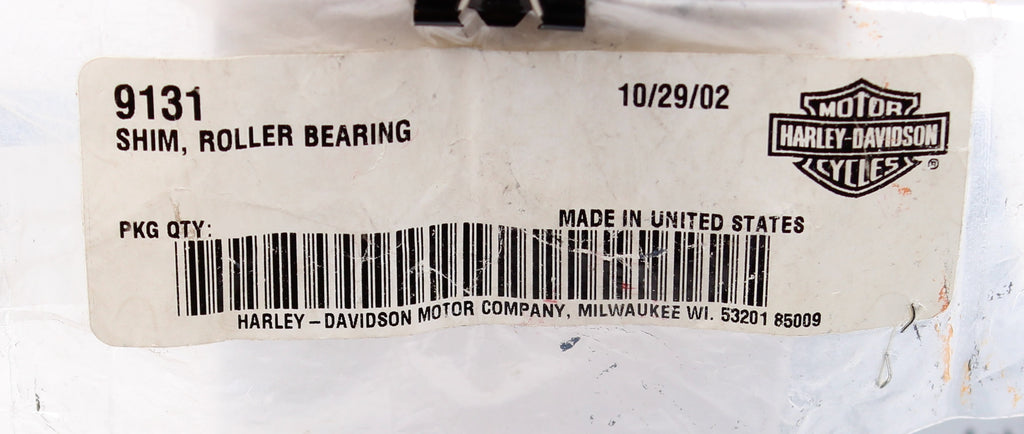 9131
10/29/02
SHIM, ROLLER BEARING
MOTOR
HARLEY-DAVIDSON
CYCLES
®
PKG QTY:
MADE IN UNITED STATES
HARLEY-DAVIDSON MOTOR COMPANY, MILWAUKEE WI. 53201 85009